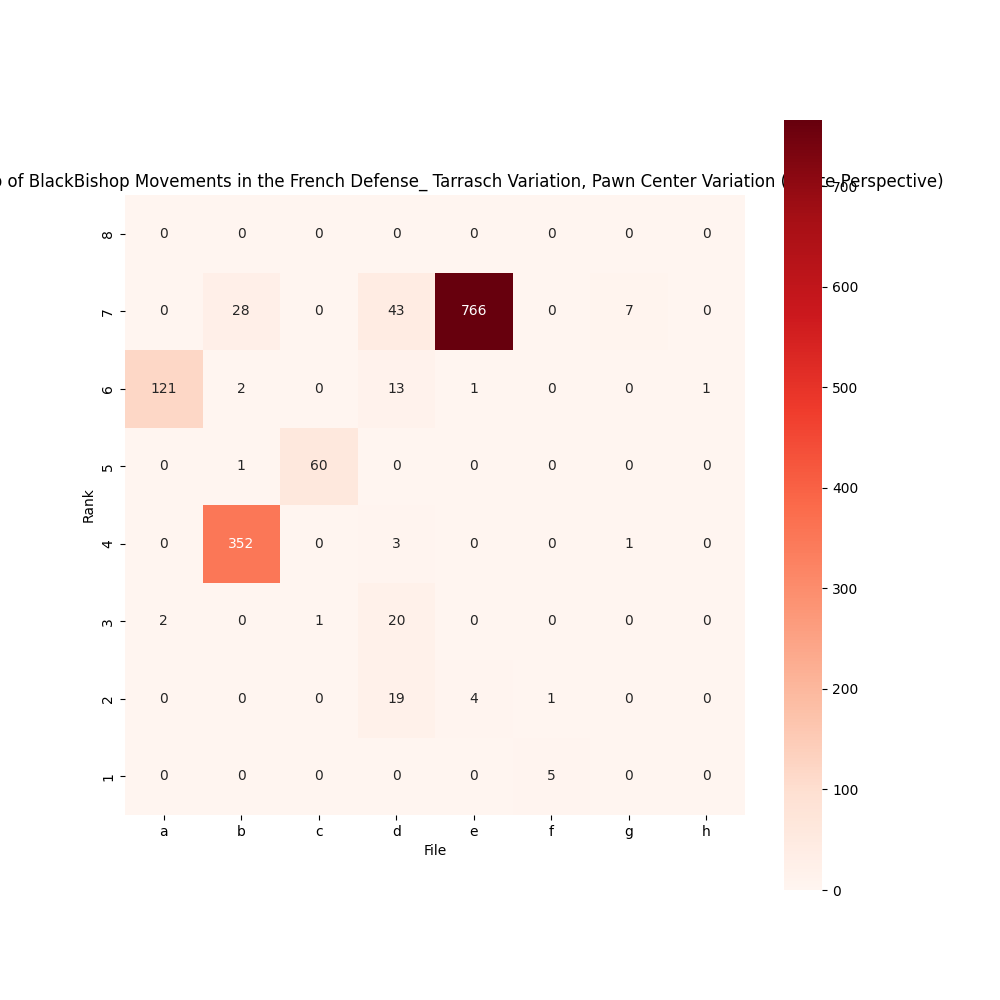 of BlackBishop Movements in the French Defense_ Tarrasch Variation, Pawn Center Variation ( Perspective)
700
600
500
400
300
200
100
0
Rank
8 0 0 0 0 0 0 0 0
7 0 28 0 43 766 0 7 0
6 121 2 0 13 1 0 0 1
5 0 1 60 0 0 0 0 0
4 0 352 0 3 0 0 1 0
3 2 0 1 20 0 0 0 0
2 0 0 0 19 4 1 0 0
1 0 0 0 0 0 5 0 0
a b c d e f g h
File